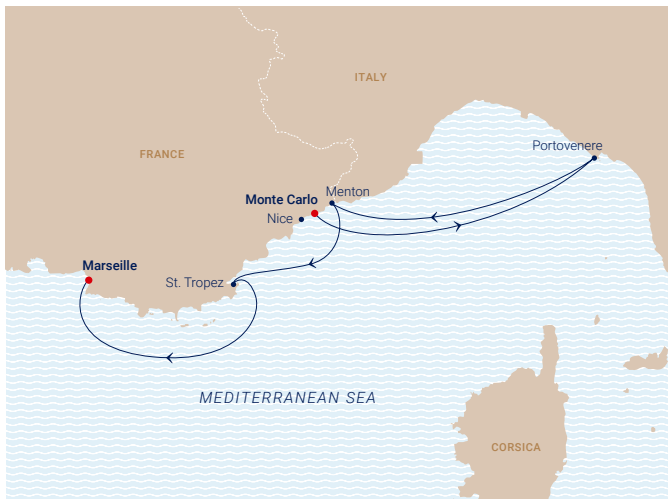 ITALY
Portovenere
FRANCE
Menton
Monte Carlo
Nice
Marseille
St. Tropez
MEDITERRANEAN SEA
CORSICA